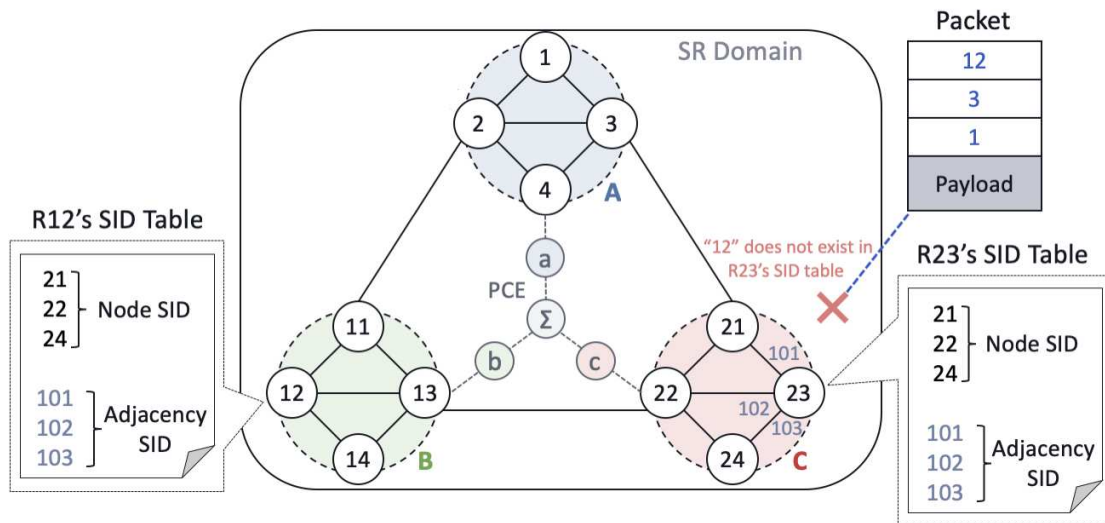 SR Domain
Packet
12
3
1
Payload
1
2
3
4
A
a
PCE
Σ
b
c
"12" does not exist in
R23's SID table
R12's SID Table
21
22
24
Node SID
101
102
103
Adjacency
SID
11
12
13
14
B
21
22
23
24
101
102
103
C
R23's SID Table
21
22
24
Node SID
101
102
103
Adjacency
SID